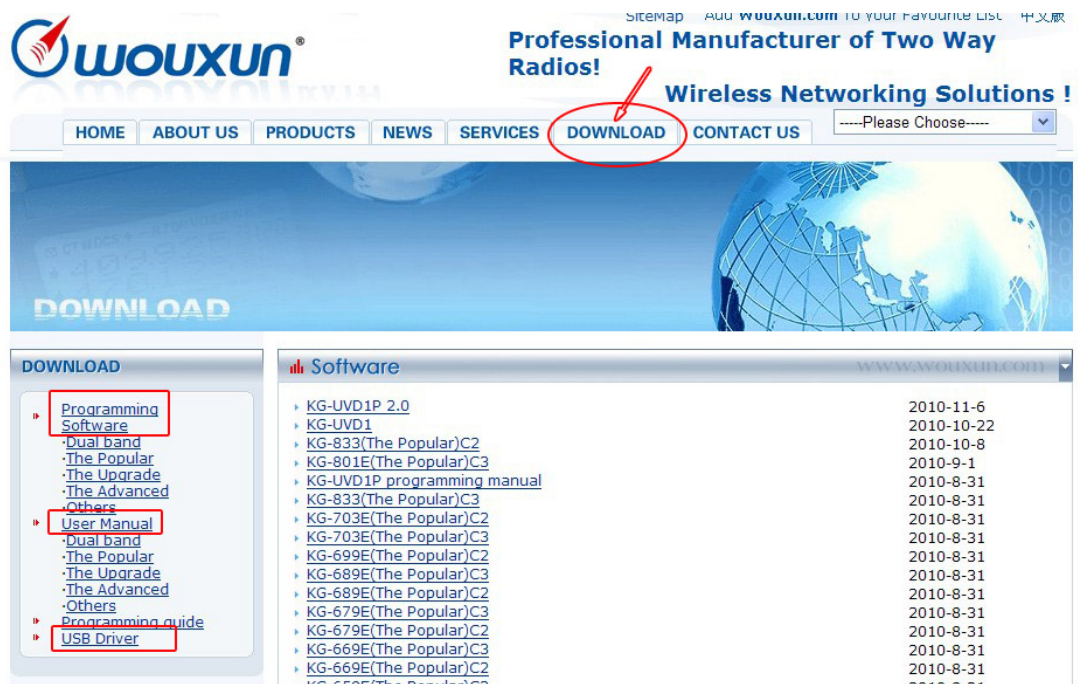 SiteMap Add Wouxun.com To Your Favourite List 中文版
WOUXUN®
Professional Manufacturer of Two Way
Radios!
Wireless Networking Solutions !
HOME ABOUT US PRODUCTS NEWS SERVICES DOWNLOAD CONTACT US -----Please Choose-----
DOWNLOAD
DOWNLOAD
Programming
Software
·Dual band
·The Popular
·The Upgrade
·The Advanced
·Others
User Manual
·Dual band
·The Popular
·The Upgrade
·The Advanced
·Others
Programming guide
USB Driver
Software www.wouxun.com
KG-UVD1P 2.0 2010-11-6
KG-UVD1 2010-10-22
KG-833(The Popular)C2 2010-10-8
KG-801E(The Popular)C3 2010-9-1
KG-UVD1P programming manual 2010-8-31
KG-833(The Popular)C3 2010-8-31
KG-703E(The Popular)C2 2010-8-31
KG-703E(The Popular)C3 2010-8-31
KG-699E(The Popular)C2 2010-8-31
KG-689E(The Popular)C3 2010-8-31
KG-689E(The Popular)C2 2010-8-31
KG-679E(The Popular)C3 2010-8-31
KG-679E(The Popular)C2 2010-8-31
KG-669E(The Popular)C3 2010-8-31
KG-669E(The Popular)C2 2010-8-31